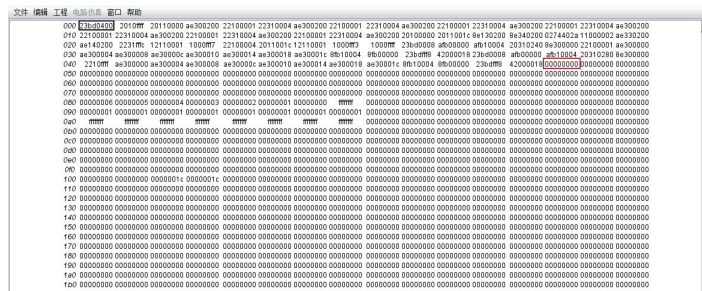 文件 编辑 工程 电路仿真 窗口 帮助
000 23bd0400 2010ffff 20110000 ae300200 22100001 22310004 ae300200 22100001 22310004 ae300200 22100001 22310004 ae300200 22100001 22310004 ae300200
010 22100001 22310004 ae300200 22100001 22310004 ae300200 22100001 22310004 ae300200 20100000 2011001c 8e130200 8e340200 0274402a 11000002 ae330200
020 ae140200 2231fffc 12110001 1000fff7 22100004 2011001c 12110001 1000fff3 1000ffff 23bd0008 afb00000 afb10004 20310240 8e300000 22100001 ae300000
030 ae300004 ae300008 ae30000c ae300010 ae300014 ae300018 ae30001c 8fb10004 8fb00000 23bdfff8 42000018 23bd0008 afb00000 afb10004 20310280 8e300000
040 2210ffff ae300000 ae300004 ae300008 ae30000c ae300010 ae300014 ae300018 ae30001c 8fb10004 8fb00000 23bdfff8 42000018 00000000 00000000 00000000
050 00000000 00000000 00000000 00000000 00000000 00000000 00000000 00000000 00000000 00000000 00000000 00000000 00000000 00000000 00000000 00000000
060 00000000 00000000 00000000 00000000 00000000 00000000 00000000 00000000 00000000 00000000 00000000 00000000 00000000 00000000 00000000 00000000
070 00000000 00000000 00000000 00000000 00000000 00000000 00000000 00000000 00000000 00000000 00000000 00000000 00000000 00000000 00000000 00000000
080 00000006 00000005 00000004 00000003 00000002 00000001 00000000 ffffffff 00000000 00000000 00000000 00000000 00000000 00000000 00000000 00000000
090 00000001 00000001 00000001 00000001 00000001 00000001 00000001 00000001 00000000 00000000 00000000 00000000 00000000 00000000 00000000 00000000
0a0 ffffffff ffffffff ffffffff ffffffff ffffffff ffffffff ffffffff ffffffff 00000000 00000000 00000000 00000000 00000000 00000000 00000000 00000000
0b0 00000000 00000000 00000000 00000000 00000000 00000000 00000000 00000000 00000000 00000000 00000000 00000000 00000000 00000000 00000000 00000000
0c0 00000000 00000000 00000000 00000000 00000000 00000000 00000000 00000000 00000000 00000000 00000000 00000000 00000000 00000000 00000000 00000000
0d0 00000000 00000000 00000000 00000000 00000000 00000000 00000000 00000000 00000000 00000000 00000000 00000000 00000000 00000000 00000000 00000000
0e0 00000000 00000000 00000000 00000000 00000000 00000000 00000000 00000000 00000000 00000000 00000000 00000000 00000000 00000000 00000000 00000000
0f0 00000000 00000000 00000000 00000000 00000000 00000000 00000000 00000000 00000000 00000000 00000000 00000000 00000000 00000000 00000000 00000000
100 00000000 00000000 0000001c 0000001c 00000000 00000000 00000000 00000000 00000000 00000000 00000000 00000000 00000000 00000000 00000000 00000000
110 00000000 00000000 00000000 00000000 00000000 00000000 00000000 00000000 00000000 00000000 00000000 00000000 00000000 00000000 00000000 00000000
120 00000000 00000000 00000000 00000000 00000000 00000000 00000000 00000000 00000000 00000000 00000000 00000000 00000000 00000000 00000000 00000000
130 00000000 00000000 00000000 00000000 00000000 00000000 00000000 00000000 00000000 00000000 00000000 00000000 00000000 00000000 00000000 00000000
140 00000000 00000000 00000000 00000000 00000000 00000000 00000000 00000000 00000000 00000000 00000000 00000000 00000000 00000000 00000000 00000000
150 00000000 00000000 00000000 00000000 00000000 00000000 00000000 00000000 00000000 00000000 00000000 00000000 00000000 00000000 00000000 00000000
160 00000000 00000000 00000000 00000000 00000000 00000000 00000000 00000000 00000000 00000000 00000000 00000000 00000000 00000000 00000000 00000000
170 00000000 00000000 00000000 00000000 00000000 00000000 00000000 00000000 00000000 00000000 00000000 00000000 00000000 00000000 00000000 00000000
180 00000000 00000000 00000000 00000000 00000000 00000000 00000000 00000000 00000000 00000000 00000000 00000000 00000000 00000000 00000000 00000000
190 00000000 00000000 00000000 00000000 00000000 00000000 00000000 00000000 00000000 00000000 00000000 00000000 00000000 00000000 00000000 00000000
1a0 00000000 00000000 00000000 00000000 00000000 00000000 00000000 00000000 00000000 00000000 00000000 00000000 00000000 00000000 00000000 00000000
1b0 00000000 00000000 00000000 00000000 00000000 00000000 00000000 00000000 00000000 00000000 00000000 00000000 00000000 00000000 00000000 00000000